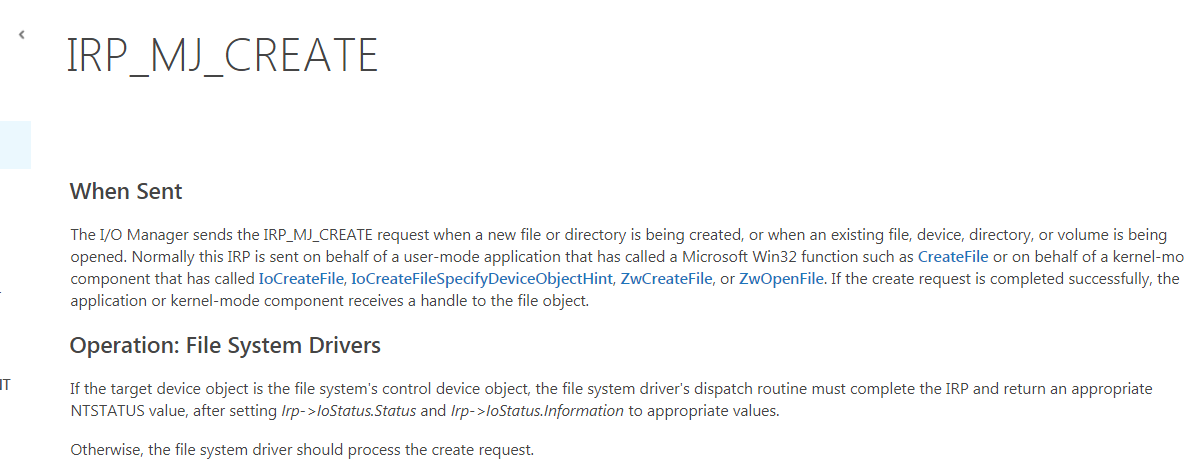 IRP_MJ_CREATE
When Sent
The I/O Manager sends the IRP_MJ_CREATE request when a new file or directory is being created, or when an existing file, device, directory, or volume is being
opened. Normally this IRP is sent on behalf of a user-mode application that has called a Microsoft Win32 function such as CreateFile or on behalf of a kernel-mo
component that has called IoCreateFile, IoCreateFileSpecifyDeviceObjectHint, ZwCreateFile, or ZwOpenFile. If the create request is completed successfully, the
application or kernel-mode component receives a handle to the file object.
Operation: File System Drivers
If the target device object is the file system's control device object, the file system driver's dispatch routine must complete the IRP and return an appropriate
NTSTATUS value, after setting Irp->IoStatus.Status and Irp->IoStatus.Information to appropriate values.
Otherwise, the file system driver should process the create request.